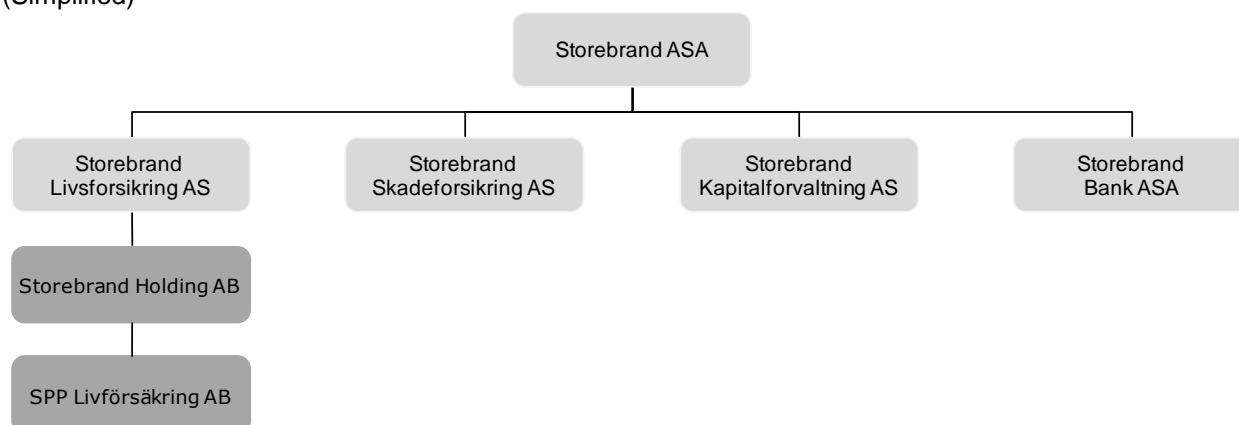 (Simplified)
Storebrand ASA
Storebrand
Livsforsikring AS
Storebrand
Skadeforsikring AS
Storebrand
Kapitalforvaltning AS
Storebrand
Bank ASA
Storebrand Holding AB
SPP Livförsäkring AB